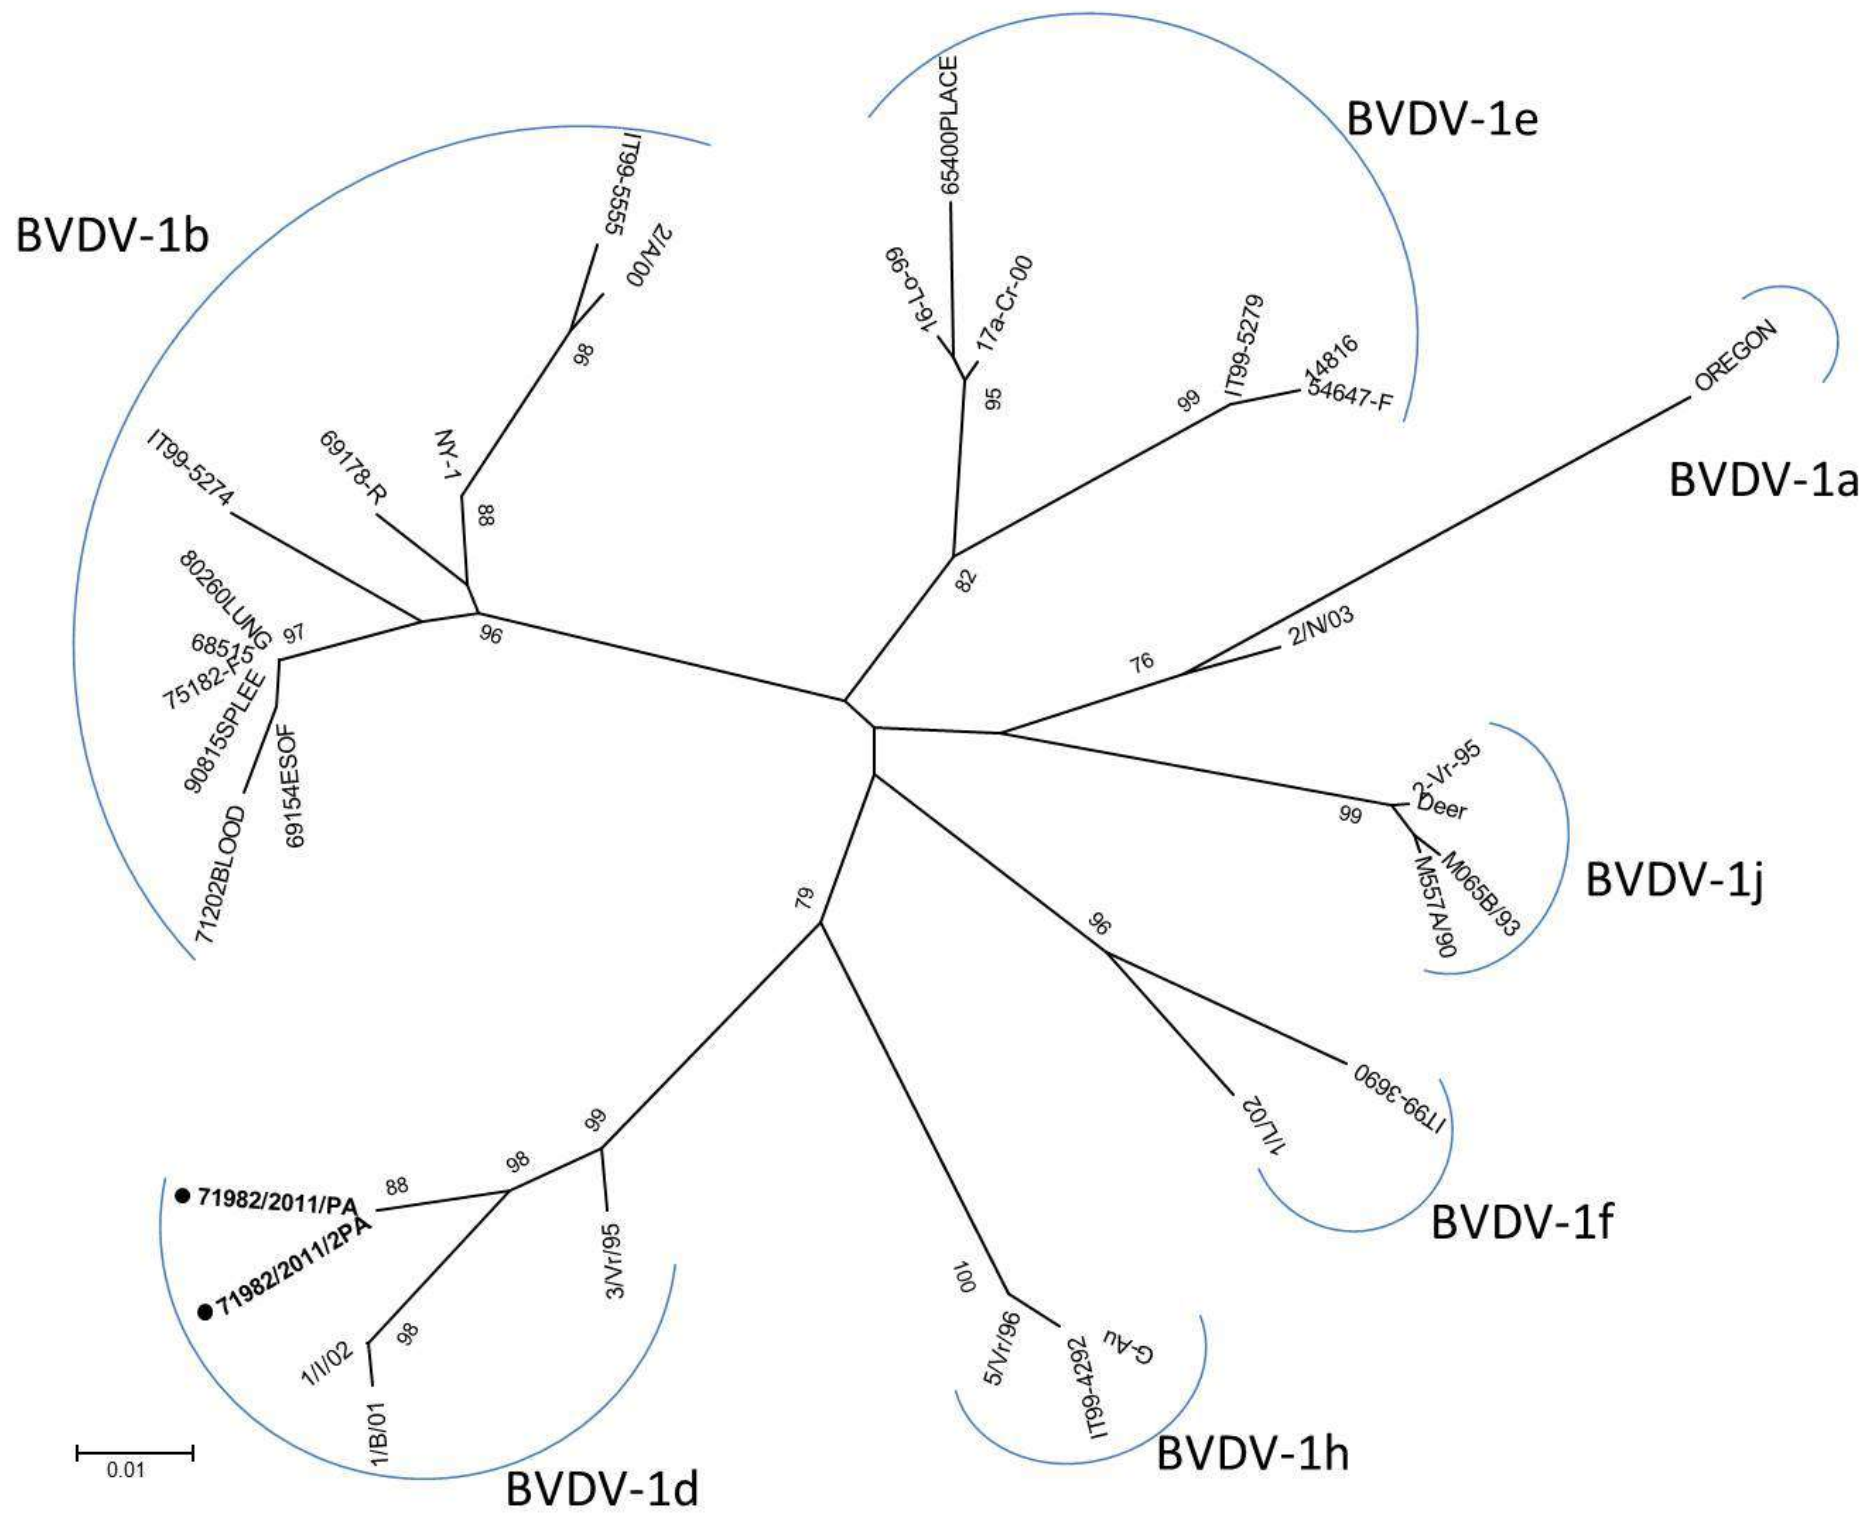 BVDV-1b
IT99-5555
2/A/00
98
NY-1
88
69178-R
IT99-5274
96
80260LUNG
97
68515
75182-F
90815SPLEE
69154ESOF
71202BLOOD
BVDV-1e
65400PLACE
16-Lo-99
17a-Cr-00
95
IT99-5279
99
14816
54647-F
82
OREGON
BVDV-1a
2/N/03
76
2-Vr-95
Deer
99
M065B/93
M557A/90
BVDV-1j
96
IT99-3690
1/L/02
BVDV-1f
79
99
98
88
71982/2011/PA
71982/2011/2PA
3/Vr/95
98
1/I/02
1/B/01
BVDV-1d
100
5/Vr/96
IT99-4292
G-Au
BVDV-1h
0.01